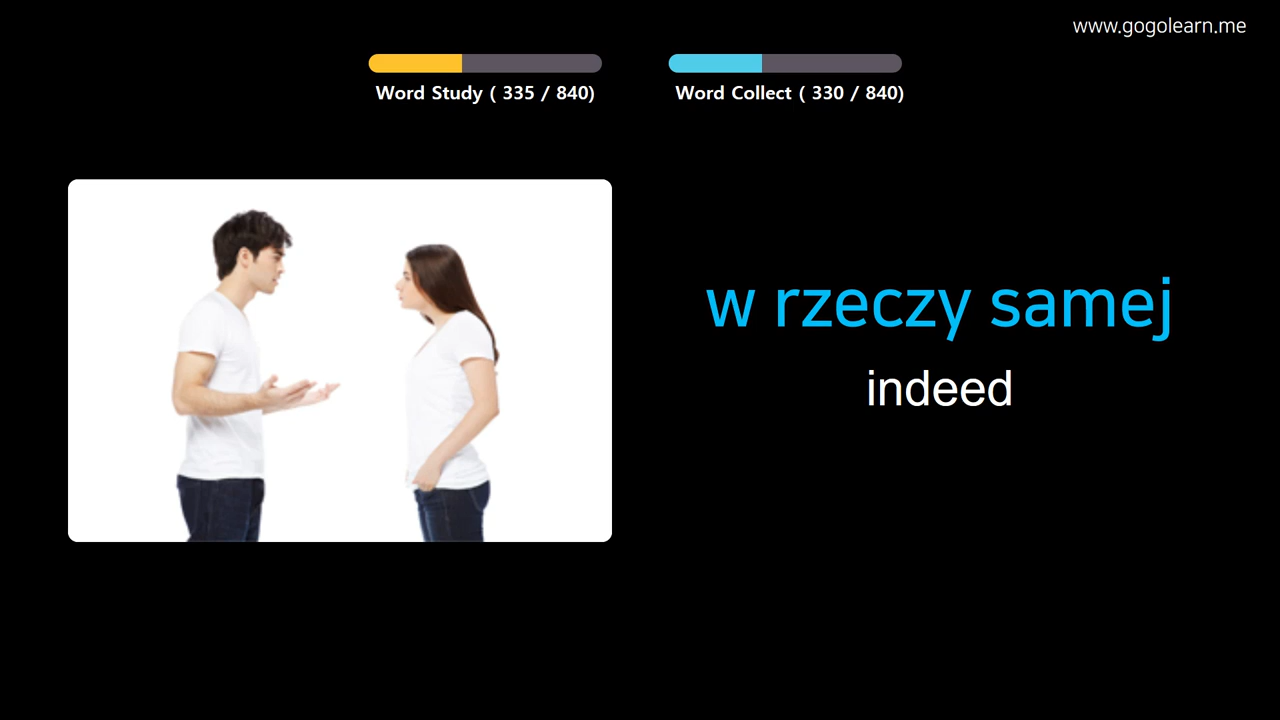 www.gogolearn.me
Word Study ( 335 / 840)
Word Collect ( 330 / 840)
w rzeczy samej
indeed